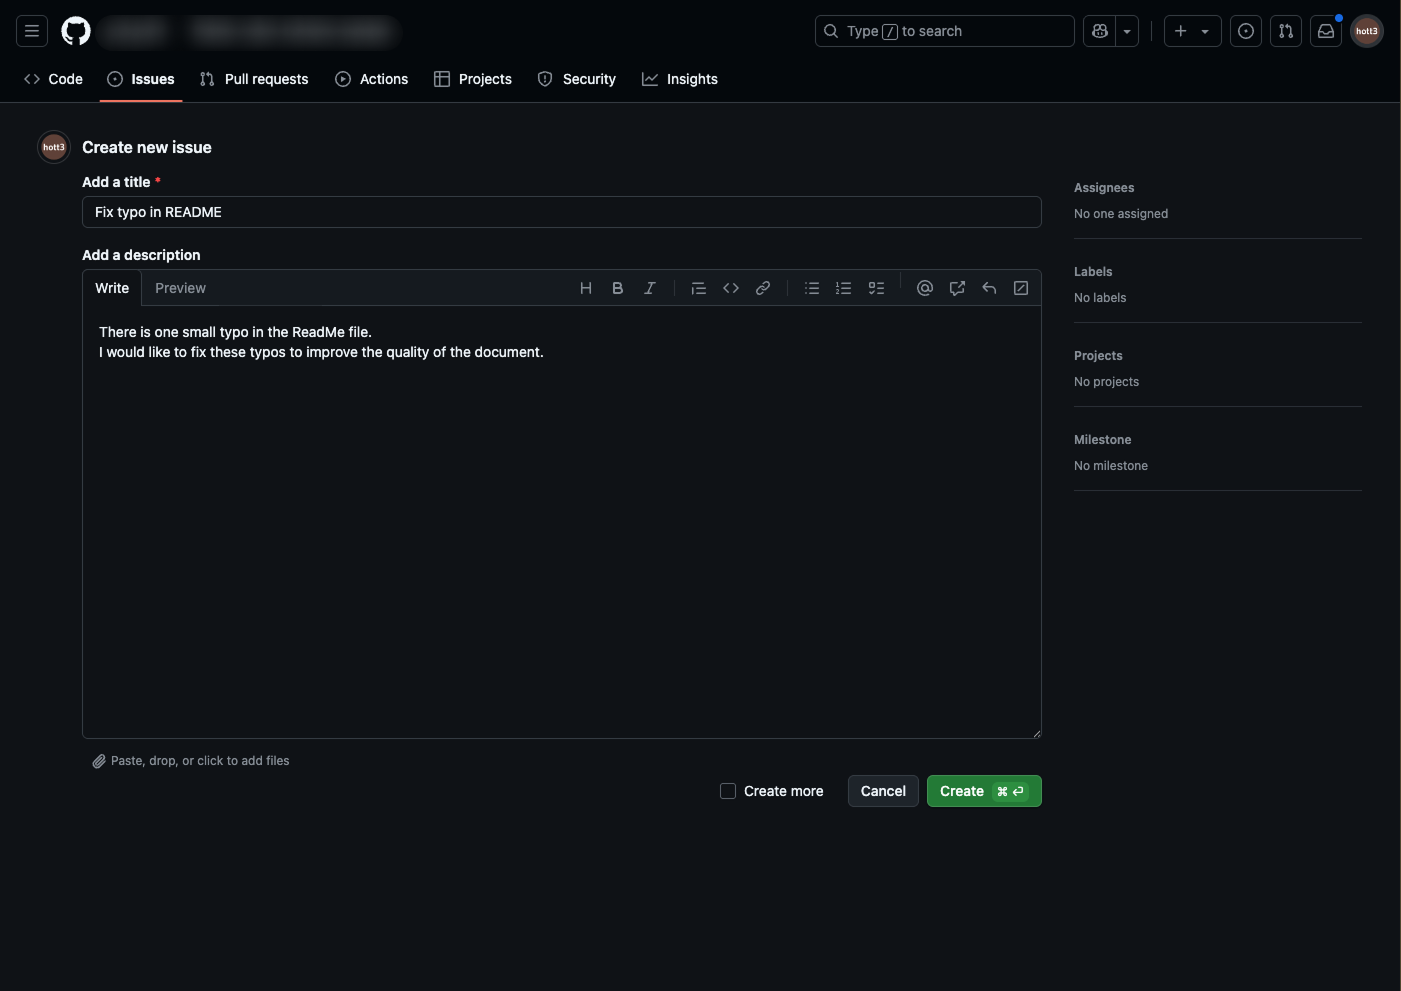 Type / to search
hott3
Code
Issues
Pull requests
Actions
Projects
Security
Insights
hott3
Create new issue
Add a title *
Fix typo in README
Add a description
Write
Preview
H B I
There is one small typo in the ReadMe file.
I would like to fix these typos to improve the quality of the document.
Paste, drop, or click to add files
Create more
Cancel
Create ⌘ ⏎
Assignees
No one assigned
Labels
No labels
Projects
No projects
Milestone
No milestone